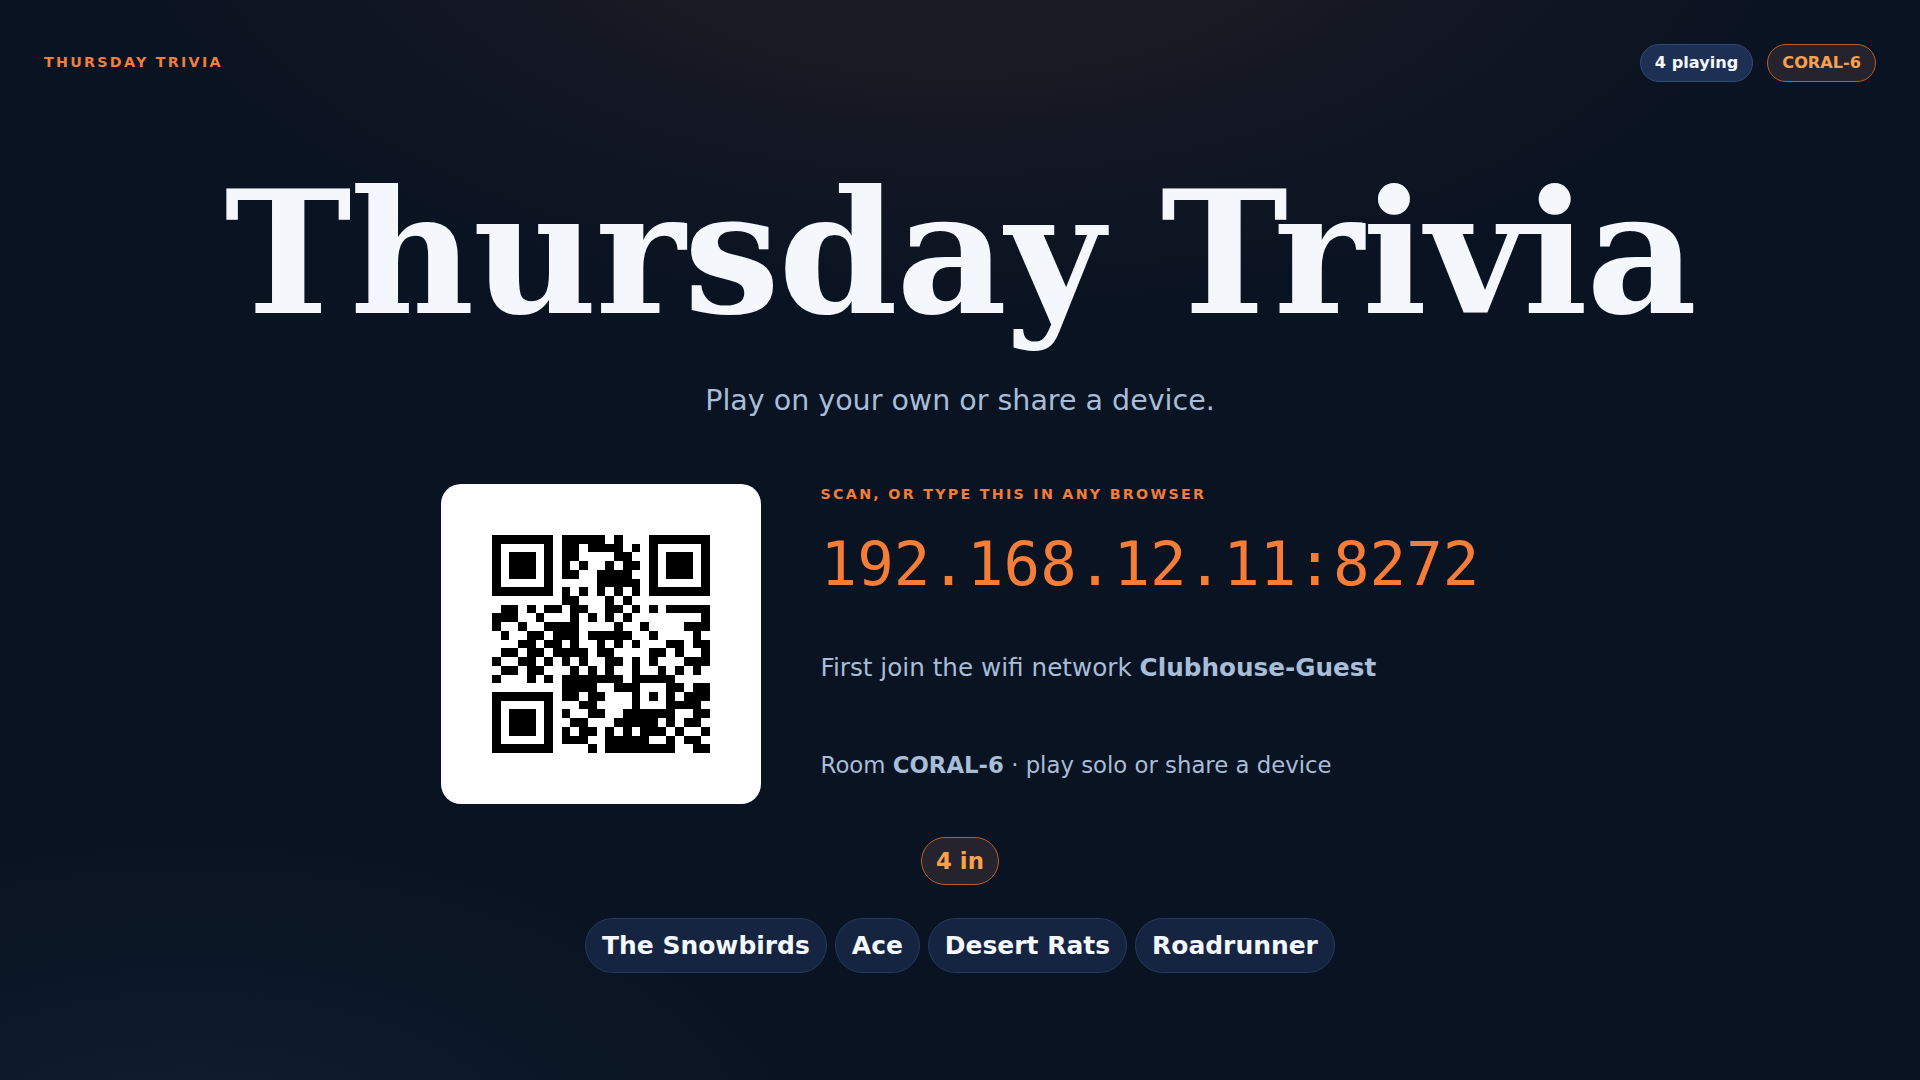 THURSDAY TRIVIA
4 playing
CORAL-6
Thursday Trivia
Play on your own or share a device.
SCAN, OR TYPE THIS IN ANY BROWSER
192.168.12.11:8272
First join the wifi network Clubhouse-Guest
Room CORAL-6 · play solo or share a device
4 in
The Snowbirds
Ace
Desert Rats
Roadrunner